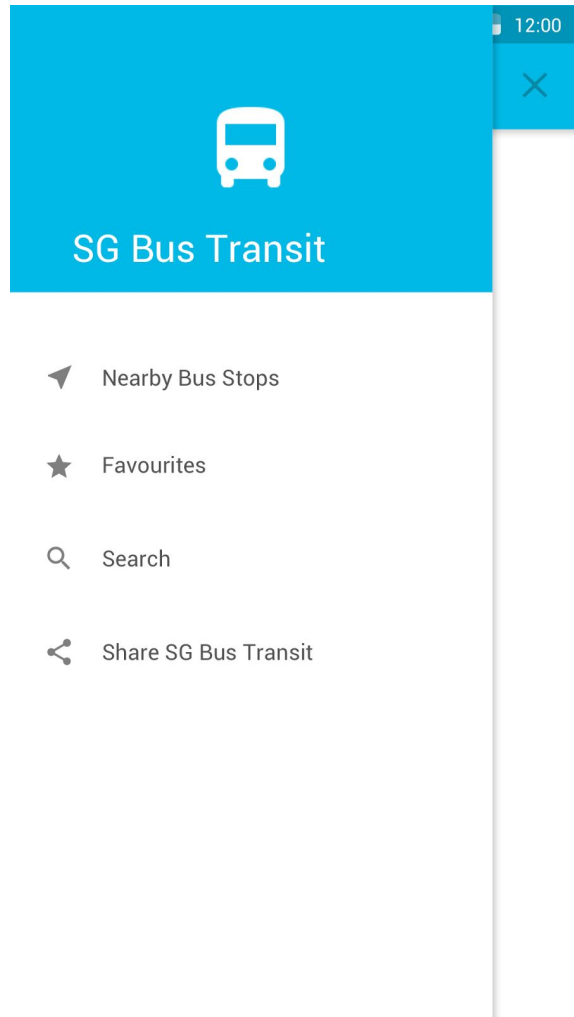 12:00
SG Bus Transit
Nearby Bus Stops
Favourites
Search
Share SG Bus Transit